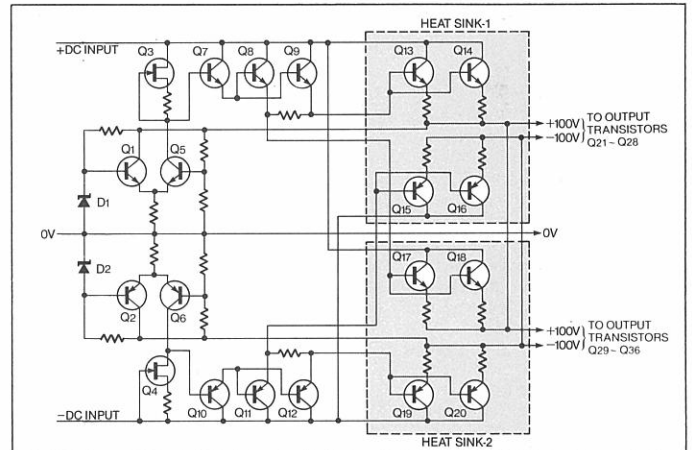 HEAT SINK-1
+DC INPUT
Q3
Q7
Q8
Q9
Q13
Q14
+100V
-100V
TO OUTPUT
TRANSISTORS
Q21 ~ Q28
Q1
Q5
D1
Q15
Q16
0V
0V
D2
Q17
Q18
Q2
Q6
+100V
-100V
TO OUTPUT
TRANSISTORS
Q29 ~ Q36
Q4
Q10
Q11
Q12
Q19
Q20
-DC INPUT
HEAT SINK-2